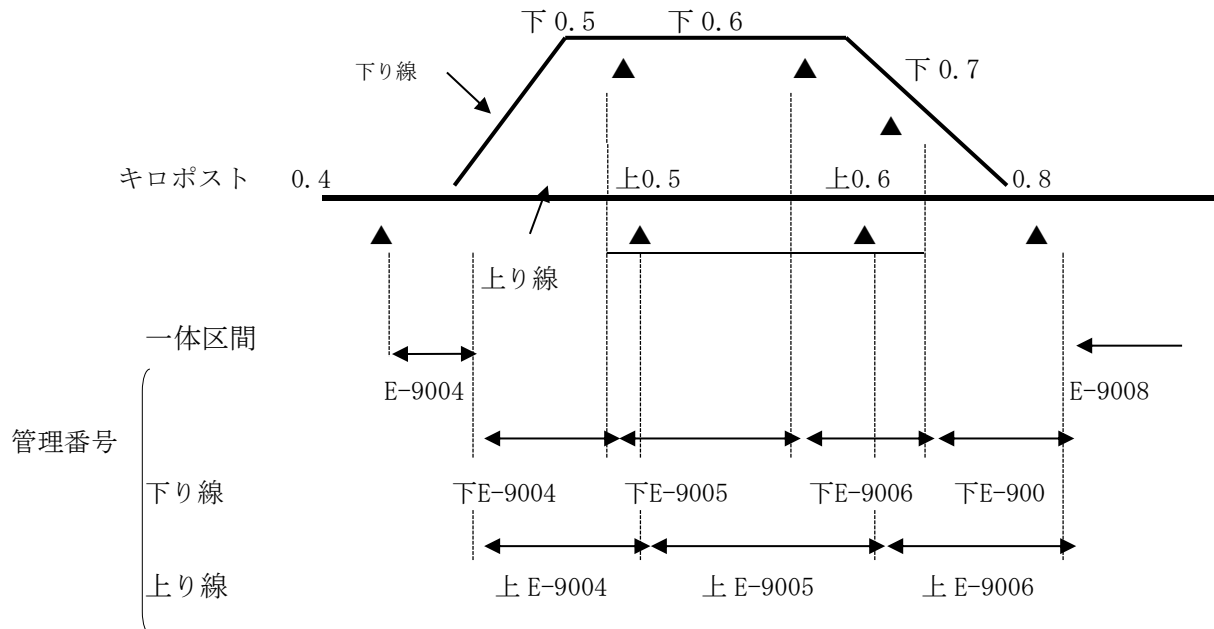 下 0.5
下 0.6
下り線
下 0.7
キロポスト
0.4
上0.5
上0.6
0.8
上り線
一体区間
E-9004
E-9008
管理番号
下り線
下E-9004
下E-9005
下E-9006
下E-900
上り線
上 E-9004
上 E-9005
上 E-9006